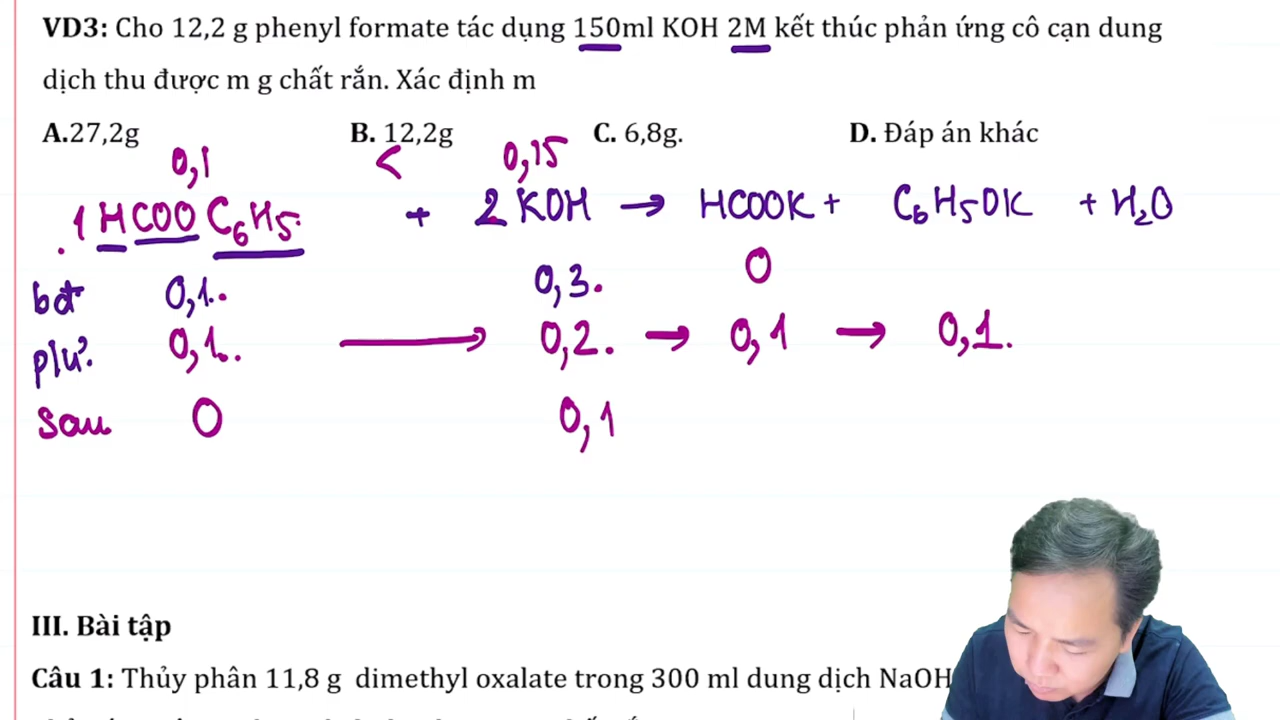 VD3: Cho 12,2 g phenyl formate tác dụng 150ml KOH 2M kết thúc phản ứng cô cạn dung
dịch thu được m g chất rắn. Xác định m
A.27,2g B. 12,2g C. 6,8g. D. Đáp án khác
0,1 < 0,15
1 HCOOC6H5 + 2 KOH → HCOOK + C6H5OK + H2O
bđ 0,1. 0,3. 0
p/ư? 0,1. → 0,2. → 0,1 → 0,1.
Sau 0 0,1
III. Bài tập
Câu 1: Thủy phân 11,8 g dimethyl oxalate trong 300 ml dung dịch NaOH